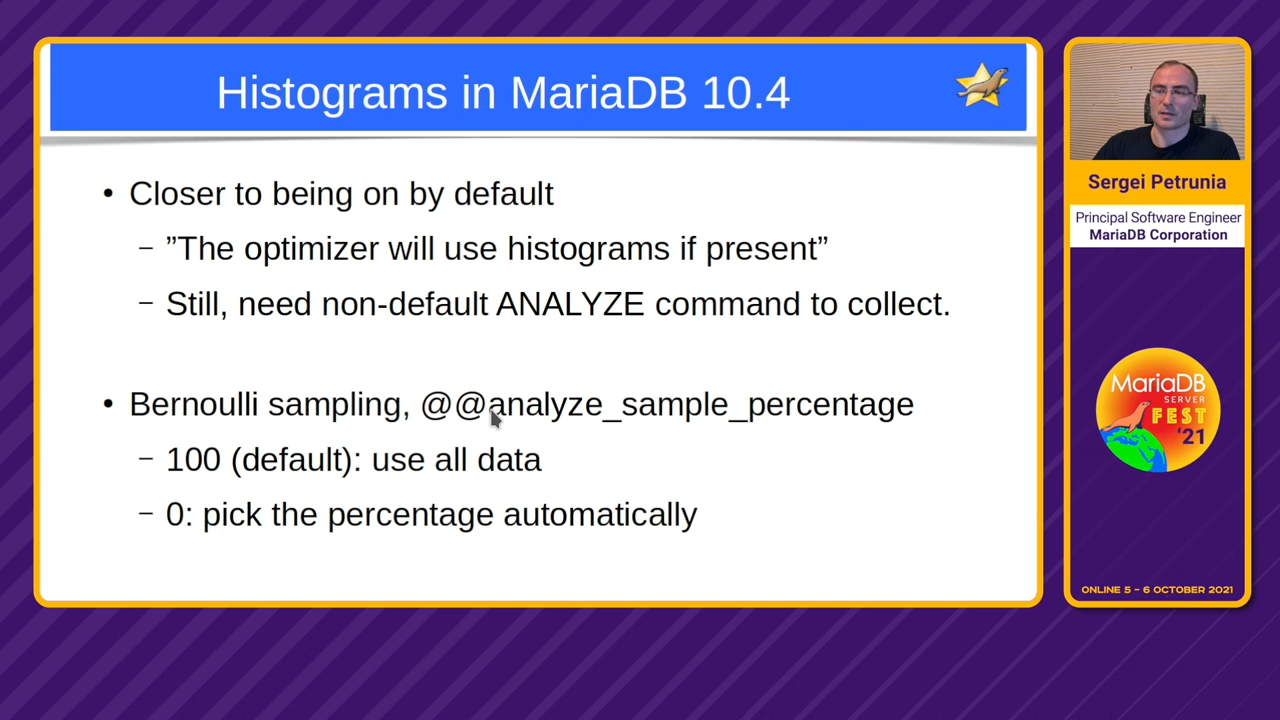 Histograms in MariaDB 10.4
• Closer to being on by default
– ”The optimizer will use histograms if present”
– Still, need non-default ANALYZE command to collect.
• Bernoulli sampling, @@analyze_sample_percentage
– 100 (default): use all data
– 0: pick the percentage automatically
Sergei Petrunia
Principal Software Engineer
MariaDB Corporation
MariaDB
SERVER
FEST
'21
ONLINE 5 – 6 OCTOBER 2021